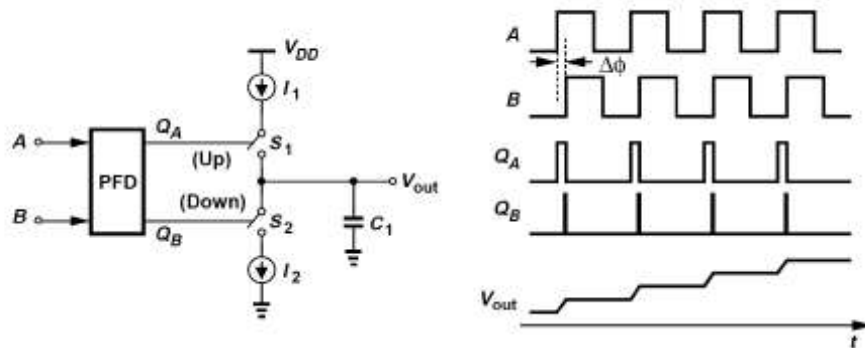 V_DD
I_1
A
Q_A
S_1
(Up)
PFD
V_out
(Down)
B
S_2
C_1
Q_B
I_2
A
Δϕ
B
Q_A
Q_B
V_out
t